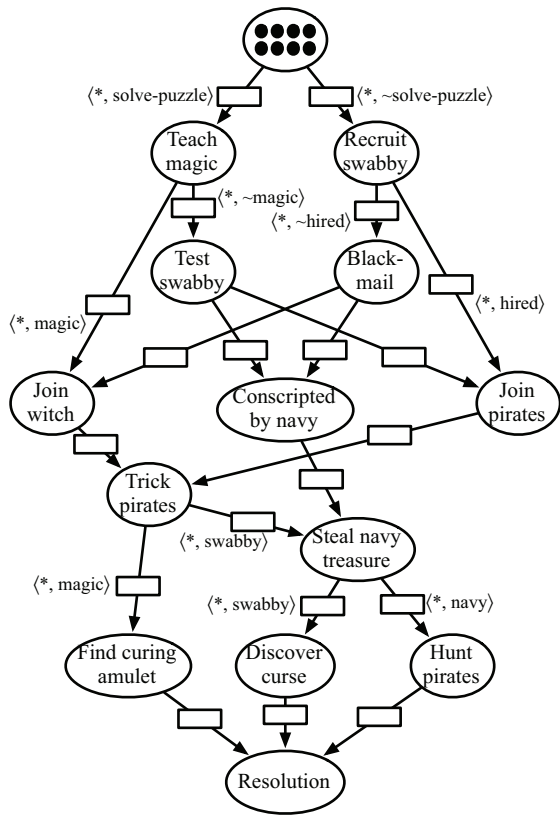 ⟨*, solve-puzzle⟩
⟨*, ~solve-puzzle⟩
Teach
magic
Recruit
swabby
⟨*, ~magic⟩
⟨*, ~hired⟩
Test
swabby
Black-
mail
⟨*, magic⟩
⟨*, hired⟩
Join
witch
Conscripted
by navy
Join
pirates
Trick
pirates
⟨*, swabby⟩
Steal navy
treasure
⟨*, magic⟩
⟨*, swabby⟩
⟨*, navy⟩
Find curing
amulet
Discover
curse
Hunt
pirates
Resolution